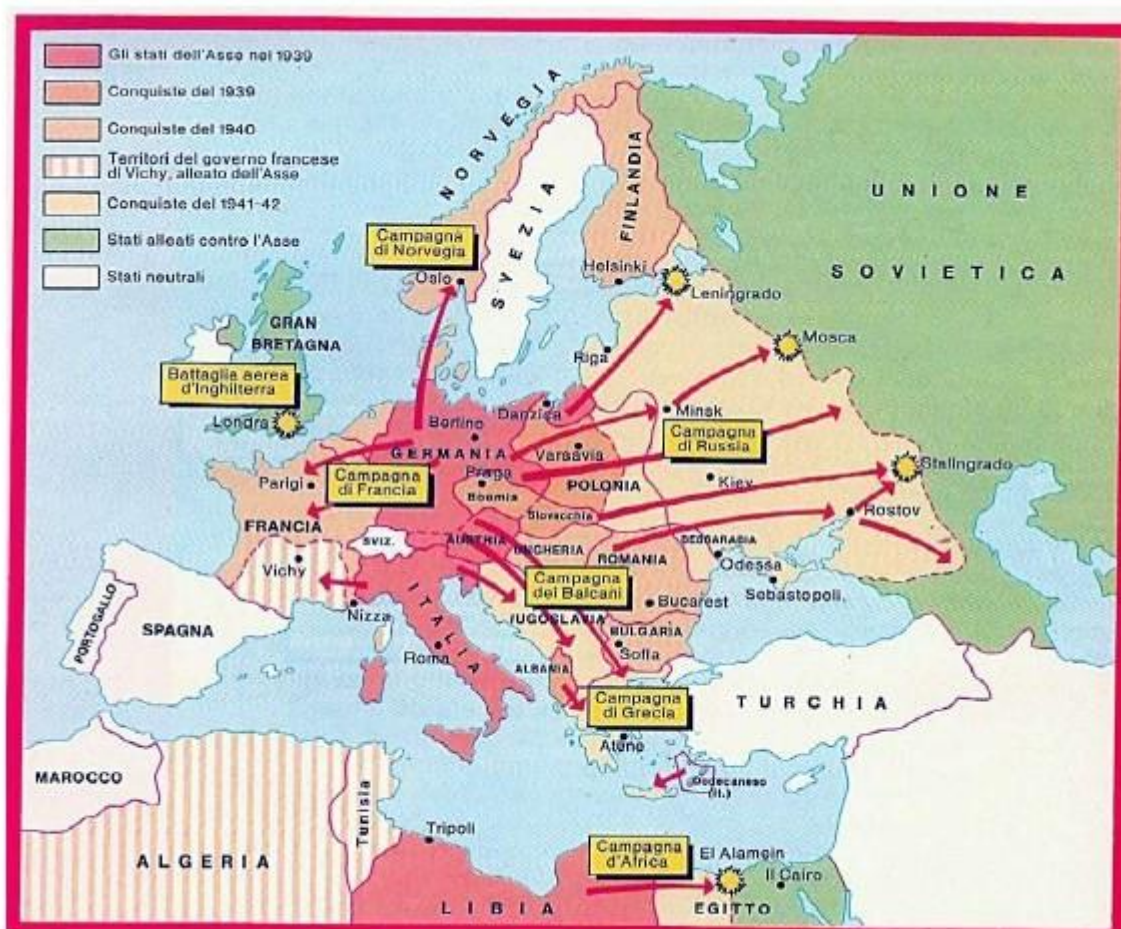 Gli stati dell'Asse nel 1939
Conquiste del 1939
Conquiste del 1940
Territori del governo francese
di Vichy, alleato dell'Asse
Conquiste del 1941-42
Stati alleati contro l'Asse
Stati neutrali
NORVEGIA
SVEZIA
FINLANDIA
UNIONE
SOVIETICA
Campagna
di Norvegia
Oslo
Helsinki
Leningrado
GRAN
BRETAGNA
Mosca
Riga
Battaglia aerea
d'Inghilterra
Londra
Danzica
Minsk
Berlino
GERMANIA
Varsavia
Campagna
di Russia
Campagna
di Francia
Parigi
Praga
Boemia
POLONIA
Kiev
Stalingrado
Slovacchia
Rostov
FRANCIA
SVIZ.
AUSTRIA
UNGHERIA
ROMANIA
BESSARABIA
Odessa
Vichy
Campagna
dei Balcani
Sebastopoli
Bucarest
PORTOGALLO
SPAGNA
Nizza
ITALIA
IUGOSLAVIA
BULGARIA
Sofia
Roma
ALBANIA
Campagna
di Grecia
TURCHIA
Atene
MAROCCO
Dodecaneso
(It.)
Tunisia
Tripoli
ALGERIA
Campagna
d'Africa
El Alamein
Il Cairo
LIBIA
EGITTO